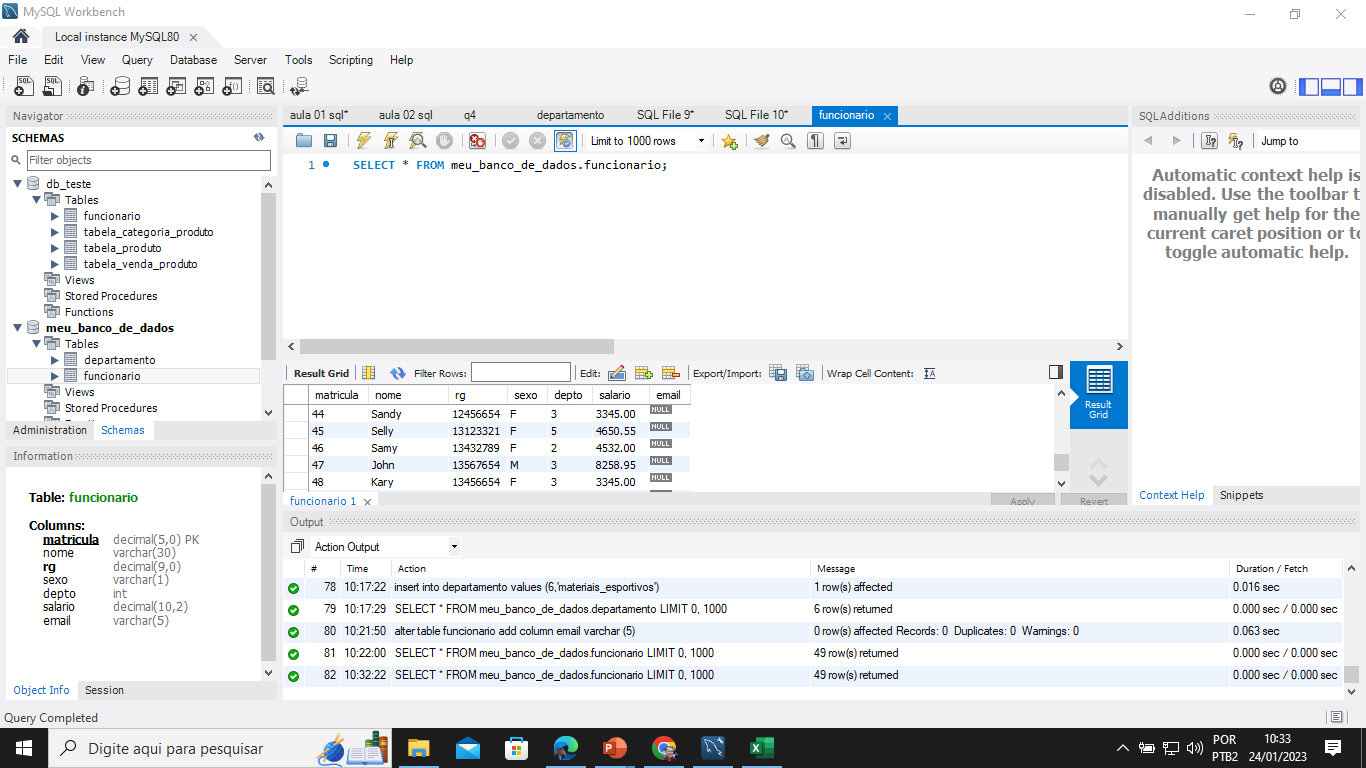 MySQL Workbench
Local instance MySQL80
File Edit View Query Database Server Tools Scripting Help
Navigator
SCHEMAS
Filter objects
db_teste
Tables
funcionario
tabela_categoria_produto
tabela_produto
tabela_venda_produto
Views
Stored Procedures
Functions
meu_banco_de_dados
Tables
departamento
funcionario
Views
Stored Procedures
Administration Schemas
Information
Table: funcionario
Columns:
matricula decimal(5,0) PK
nome varchar(30)
rg decimal(9,0)
sexo varchar(1)
depto int
salario decimal(10,2)
email varchar(5)
Object Info Session
aula 01 sql* aula 02 sql q4 departamento SQL File 9* SQL File 10* funcionario
Limit to 1000 rows
1 SELECT * FROM meu_banco_de_dados.funcionario;
Result Grid Filter Rows: Edit: Export/Import: Wrap Cell Content:
matricula nome rg sexo depto salario email
44 Sandy 12456654 F 3 3345.00 NULL
45 Selly 13123321 F 5 4650.55 NULL
46 Samy 13432789 F 2 4532.00 NULL
47 John 13567654 M 3 8258.95 NULL
48 Kary 13456654 F 3 3345.00 NULL
Result
Grid
funcionario 1 Apply Revert
SQLAdditions
Jump to
Automatic context help is
disabled. Use the toolbar t
manually get help for the
current caret position or to
toggle automatic help.
Context Help Snippets
Output
Action Output
# Time Action Message Duration / Fetch
78 10:17:22 insert into departamento values (6,'materiais_esportivos') 1 row(s) affected 0.016 sec
79 10:17:29 SELECT * FROM meu_banco_de_dados.departamento LIMIT 0, 1000 6 row(s) returned 0.000 sec / 0.000 sec
80 10:21:50 alter table funcionario add column email varchar (5) 0 row(s) affected Records: 0 Duplicates: 0 Warnings: 0 0.063 sec
81 10:22:00 SELECT * FROM meu_banco_de_dados.funcionario LIMIT 0, 1000 49 row(s) returned 0.000 sec / 0.000 sec
82 10:32:22 SELECT * FROM meu_banco_de_dados.funcionario LIMIT 0, 1000 49 row(s) returned 0.000 sec / 0.000 sec
Query Completed
Digite aqui para pesquisar
POR
PTB2
10:33
24/01/2023